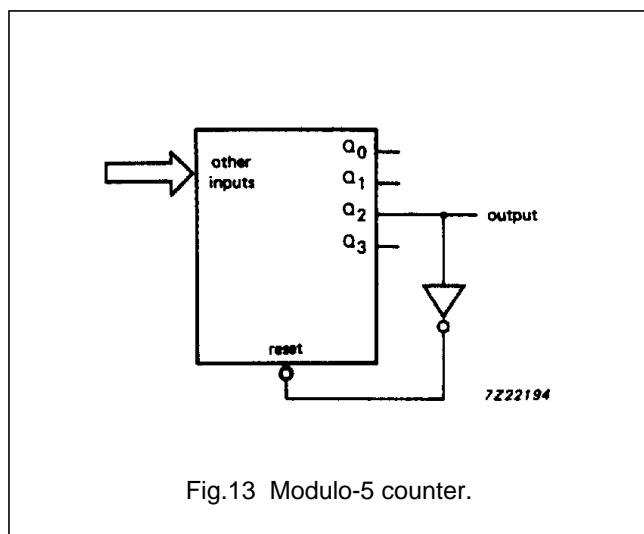 other
inputs
Q0
Q1
Q2
Q3
output
reset
7Z22194
Fig.13 Modulo-5 counter.